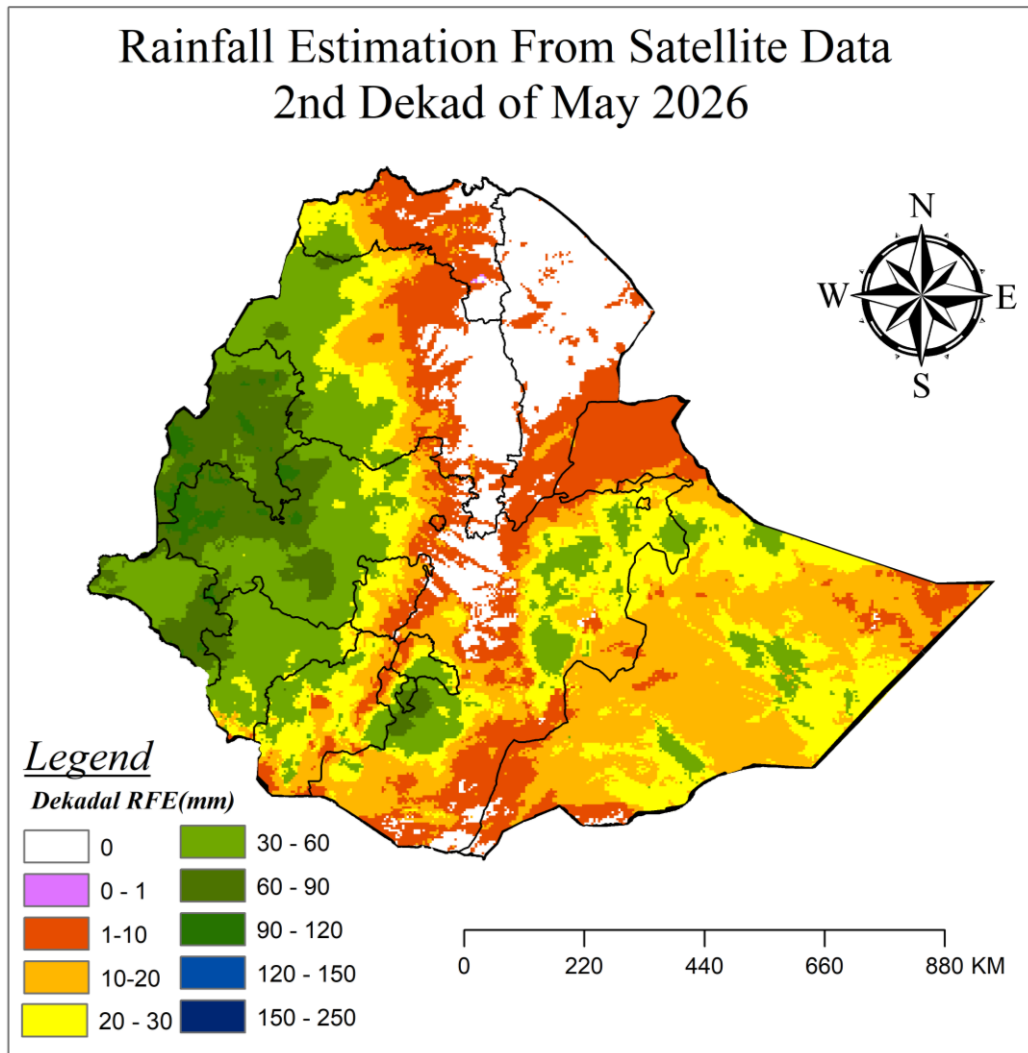 Rainfall Estimation From Satellite Data
2nd Dekad of May 2026
N
W
E
S
Legend
Dekadal RFE(mm)
0
0 - 1
1-10
10-20
20 - 30
30 - 60
60 - 90
90 - 120
120 - 150
150 - 250
0 220 440 660 880 KM